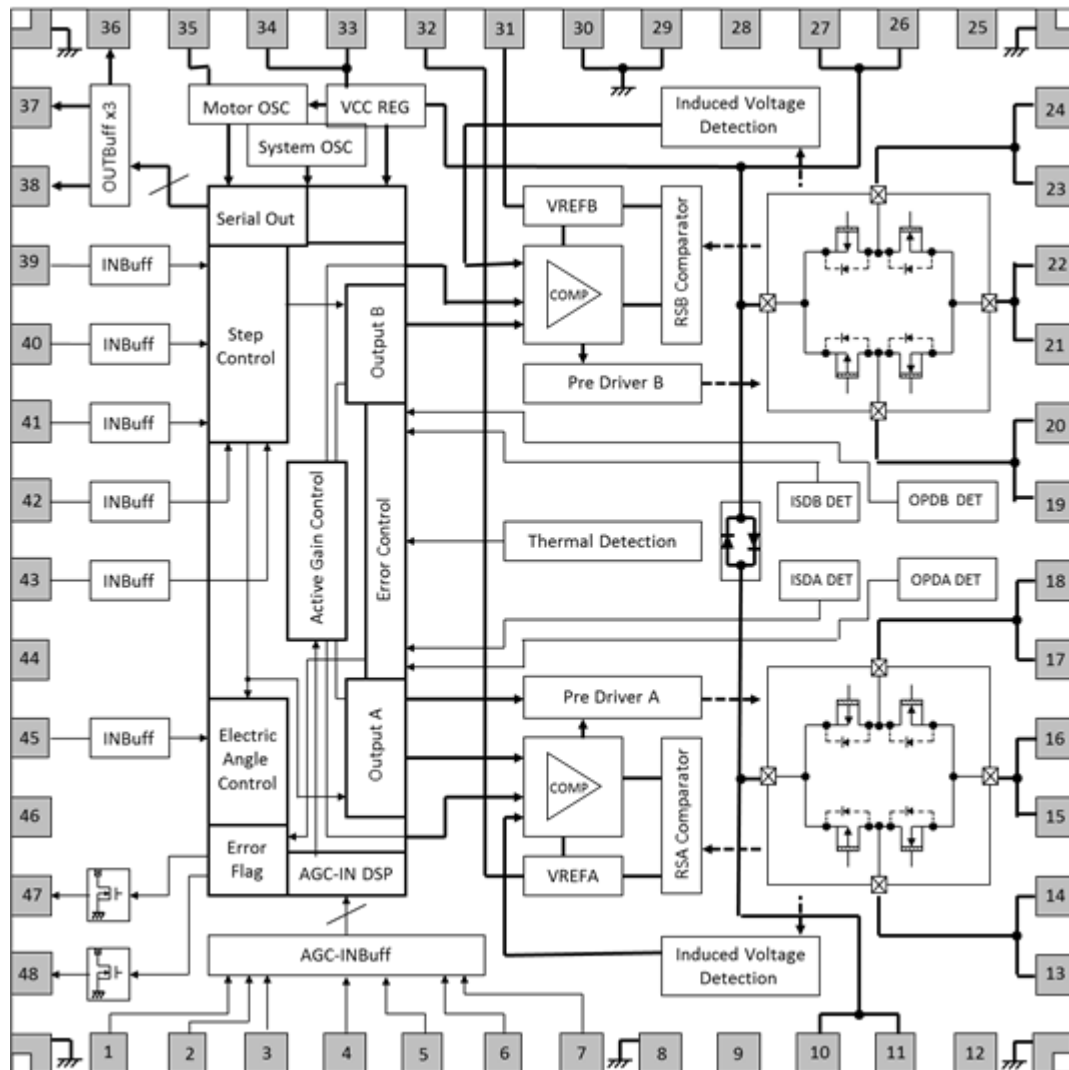 36
35
34
33
32
31
30
29
28
27
26
25
37
OUTBuff x3
Motor OSC
VCC REG
Induced Voltage
Detection
24
System OSC
38
Serial Out
VREFB
RSB Comparator
23
39
INBuff
COMP
22
Step
Control
Output B
40
INBuff
21
Pre Driver B
41
INBuff
20
Active Gain Control
Error Control
42
INBuff
ISDB DET
OPDB DET
19
Thermal Detection
43
INBuff
ISDA DET
OPDA DET
18
44
17
Pre Driver A
45
INBuff
Electric
Angle
Control
Output A
16
COMP
RSA Comparator
46
15
Error
Flag
AGC-IN DSP
VREFA
47
14
AGC-INBuff
Induced Voltage
Detection
48
13
1
2
3
4
5
6
7
8
9
10
11
12